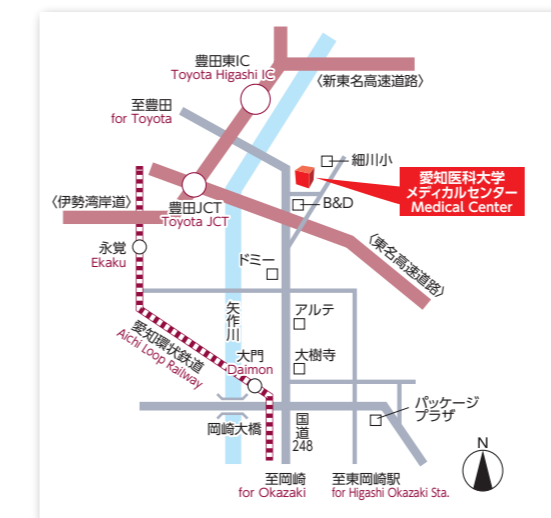 豊田東IC
Toyota Higashi IC
〈新東名高速道路〉
至豊田
for Toyota
細川小
愛知医科大学
メディカルセンター
Medical Center
〈伊勢湾岸道〉
豊田JCT
Toyota JCT
B&D
永覚
Ekaku
〈東名高速道路〉
ドミー
矢作川
アルテ
愛知環状鉄道
Aichi Loop Railway
大門
Daimon
大樹寺
パッケージ
プラザ
岡崎大橋
国道
248
N
至岡崎
for Okazaki
至東岡崎駅
for Higashi Okazaki Sta.